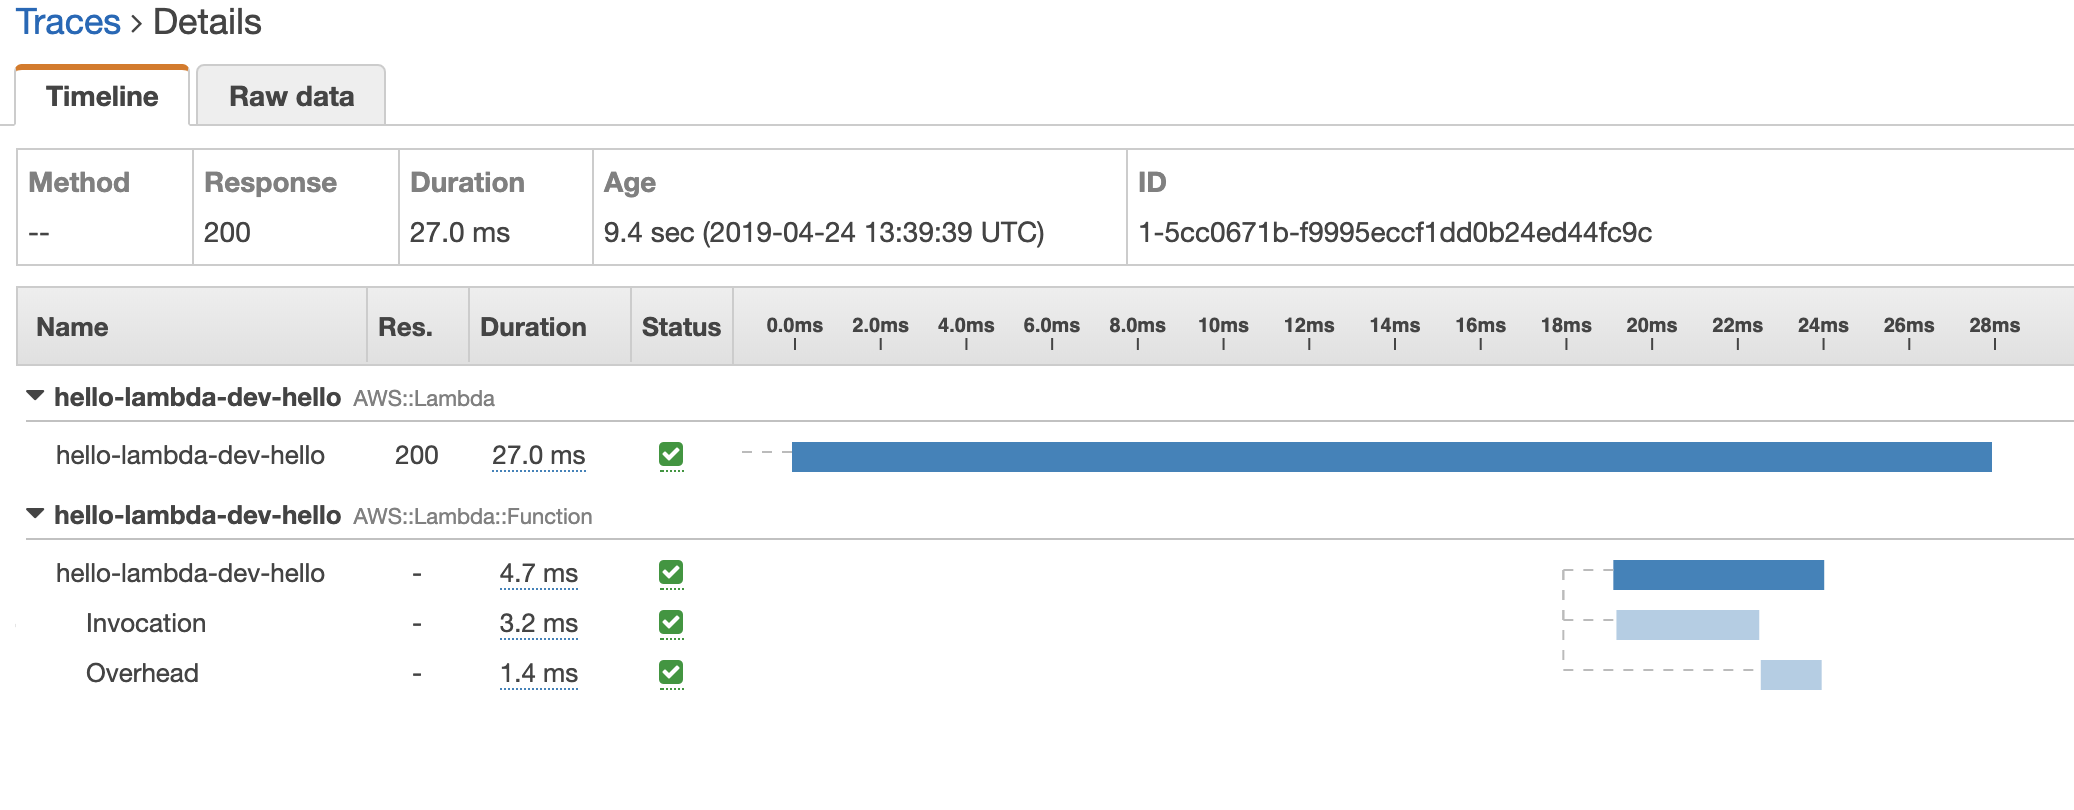 Traces > Details
Timeline Raw data
Method Response Duration Age ID
-- 200 27.0 ms 9.4 sec (2019-04-24 13:39:39 UTC) 1-5cc0671b-f9995eccf1dd0b24ed44fc9c
Name Res. Duration Status 0.0ms 2.0ms 4.0ms 6.0ms 8.0ms 10ms 12ms 14ms 16ms 18ms 20ms 22ms 24ms 26ms 28ms
hello-lambda-dev-hello AWS::Lambda
hello-lambda-dev-hello 200 27.0 ms
hello-lambda-dev-hello AWS::Lambda::Function
hello-lambda-dev-hello - 4.7 ms
Invocation - 3.2 ms
Overhead - 1.4 ms